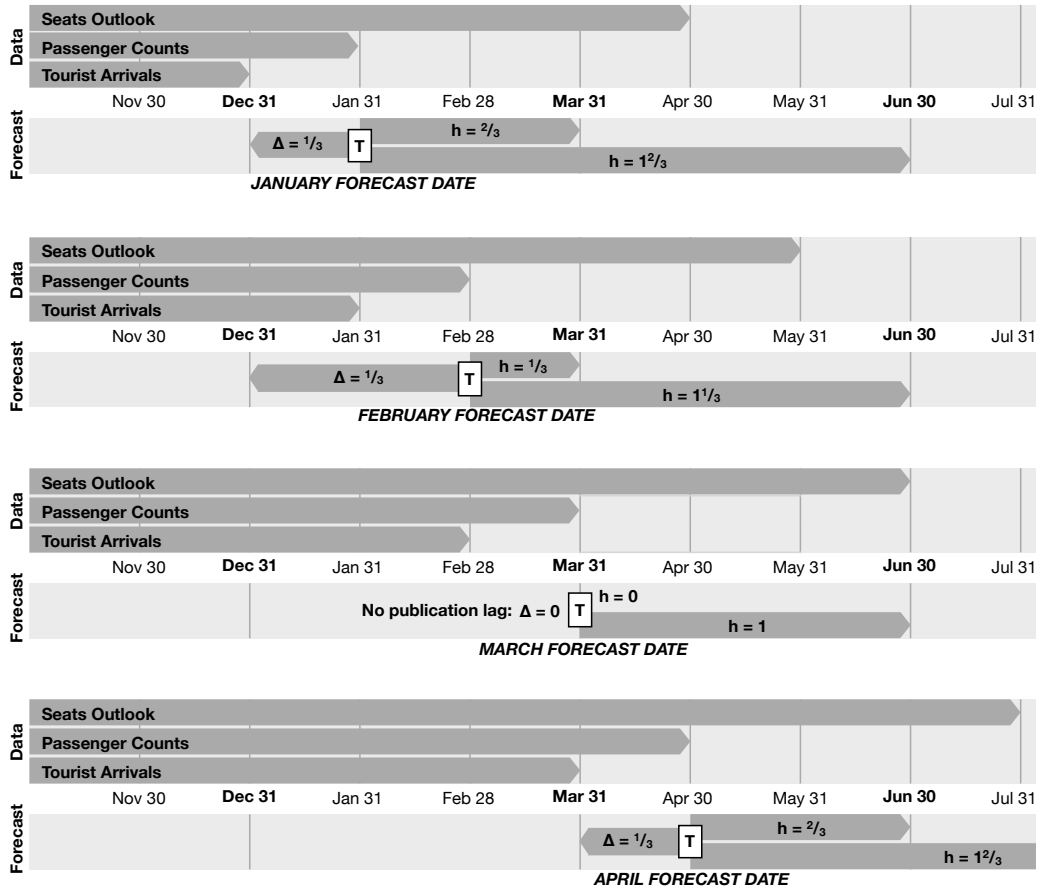 Data
Seats Outlook
Passenger Counts
Tourist Arrivals
Nov 30 Dec 31 Jan 31 Feb 28 Mar 31 Apr 30 May 31 Jun 30 Jul 31
Forecast
h = ²/₃
Δ = ¹/₃ T
h = 1²/₃
JANUARY FORECAST DATE
Data
Seats Outlook
Passenger Counts
Tourist Arrivals
Nov 30 Dec 31 Jan 31 Feb 28 Mar 31 Apr 30 May 31 Jun 30 Jul 31
Forecast
h = ¹/₃
Δ = ¹/₃ T
h = 1¹/₃
FEBRUARY FORECAST DATE
Data
Seats Outlook
Passenger Counts
Tourist Arrivals
Nov 30 Dec 31 Jan 31 Feb 28 Mar 31 Apr 30 May 31 Jun 30 Jul 31
Forecast
h = 0
No publication lag: Δ = 0 T
h = 1
MARCH FORECAST DATE
Data
Seats Outlook
Passenger Counts
Tourist Arrivals
Nov 30 Dec 31 Jan 31 Feb 28 Mar 31 Apr 30 May 31 Jun 30 Jul 31
Forecast
h = ²/₃
Δ = ¹/₃ T
h = 1²/₃
APRIL FORECAST DATE